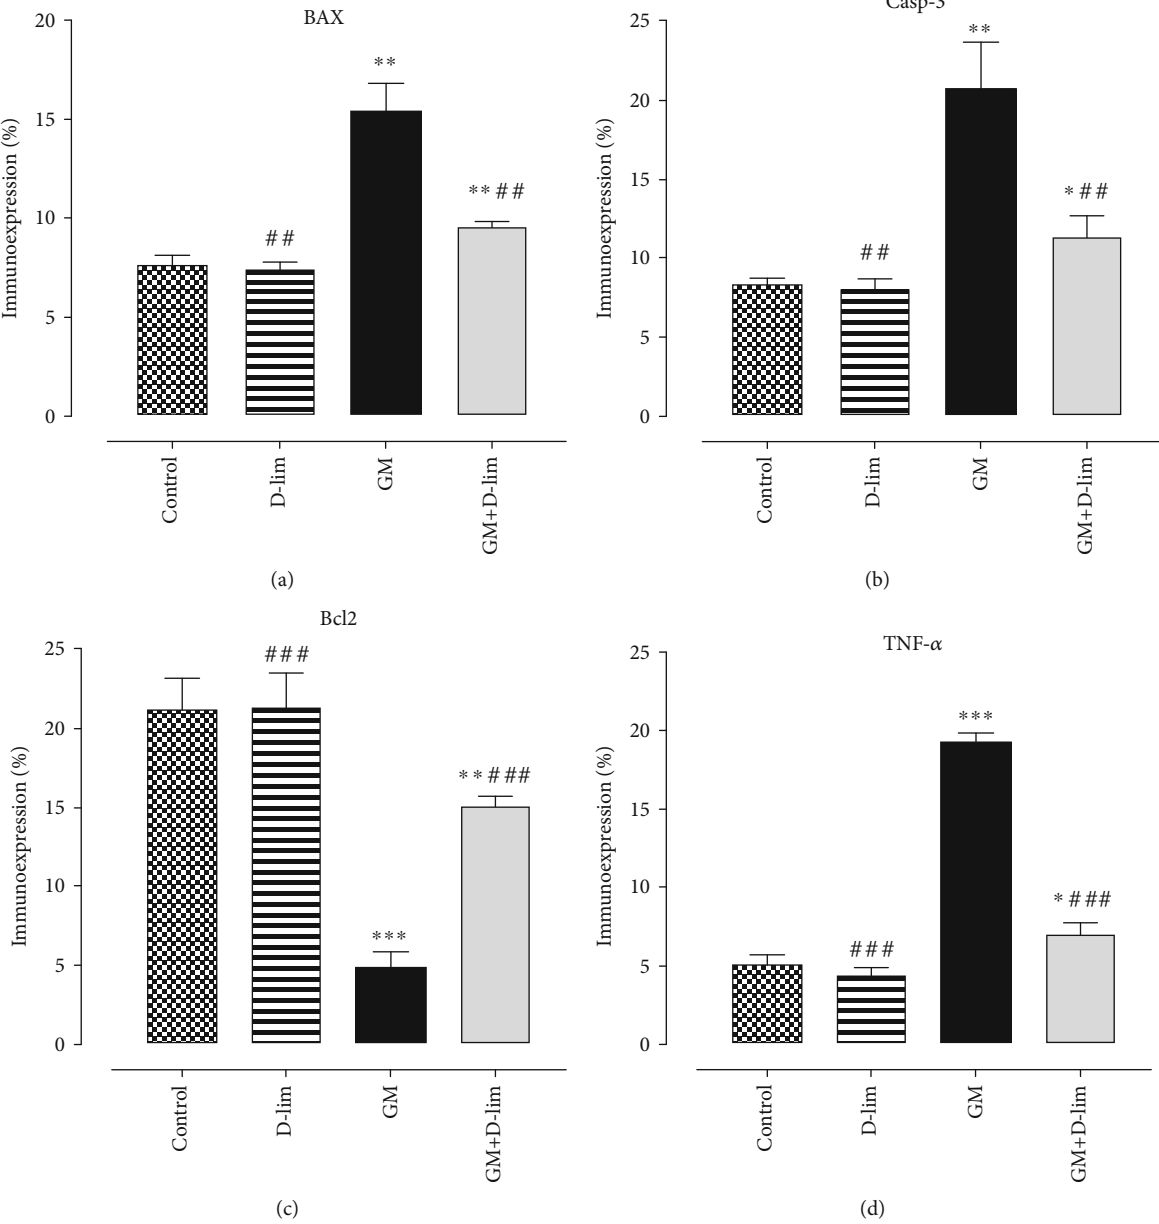 BAX
Immunoexpression (%)
20
15
10
5
0
**
##
**##
Control
D-lim
GM
GM+D-lim
(a)
Casp-3
Immunoexpression (%)
25
20
15
10
5
0
**
##
*##
Control
D-lim
GM
GM+D-lim
(b)
Bcl2
Immunoexpression (%)
25
20
15
10
5
0
###
***
**###
Control
D-lim
GM
GM+D-lim
(c)
TNF-α
Immunoexpression (%)
25
20
15
10
5
0
###
***
*###
Control
D-lim
GM
GM+D-lim
(d)